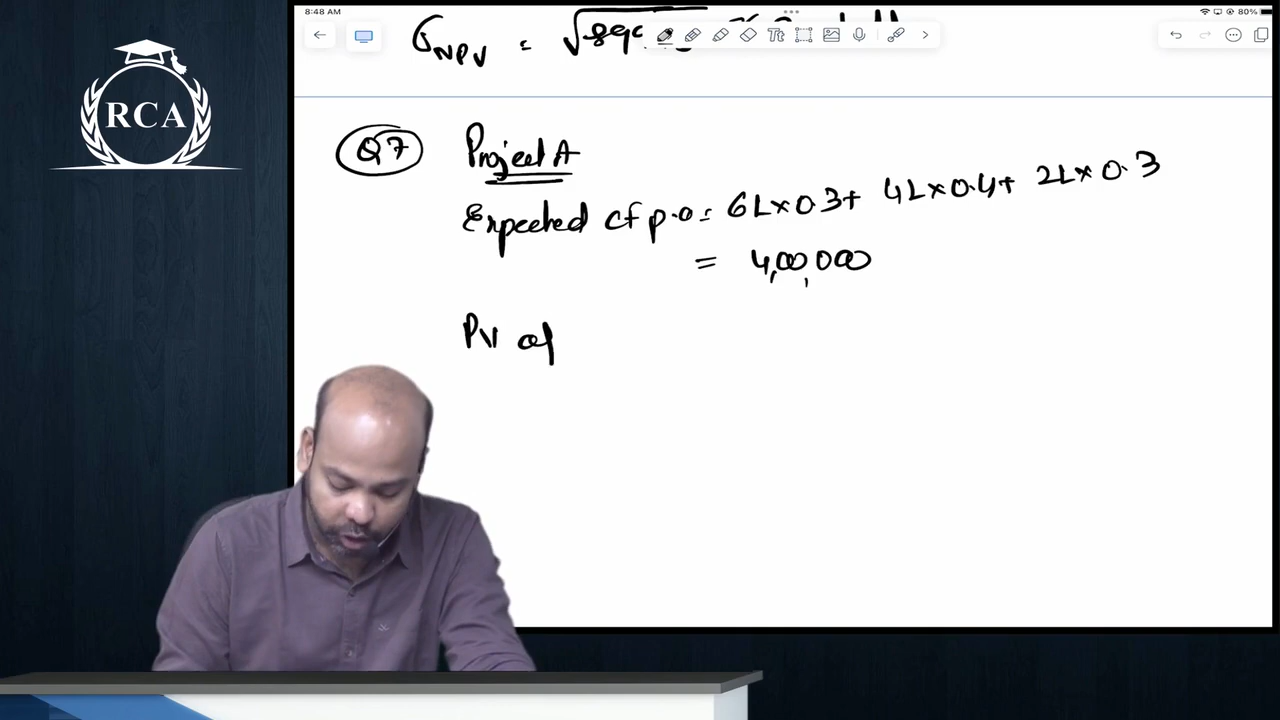 8:48 AM
80%
σNPV =
RCA
Q7 Project A
Expected cf p.a = 6L×0.3+ 4L×0.4+ 2L×0.3
= 4,00,000
PV of